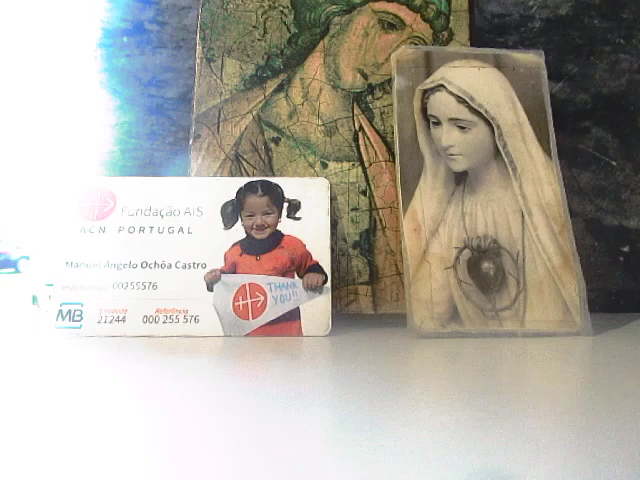 Fundação AIS
ACN PORTUGAL
Manuel Angelo Ochôa Castro
00255576
THANK
YOU!!
MB
Entidade Referência
21244 000 255 576